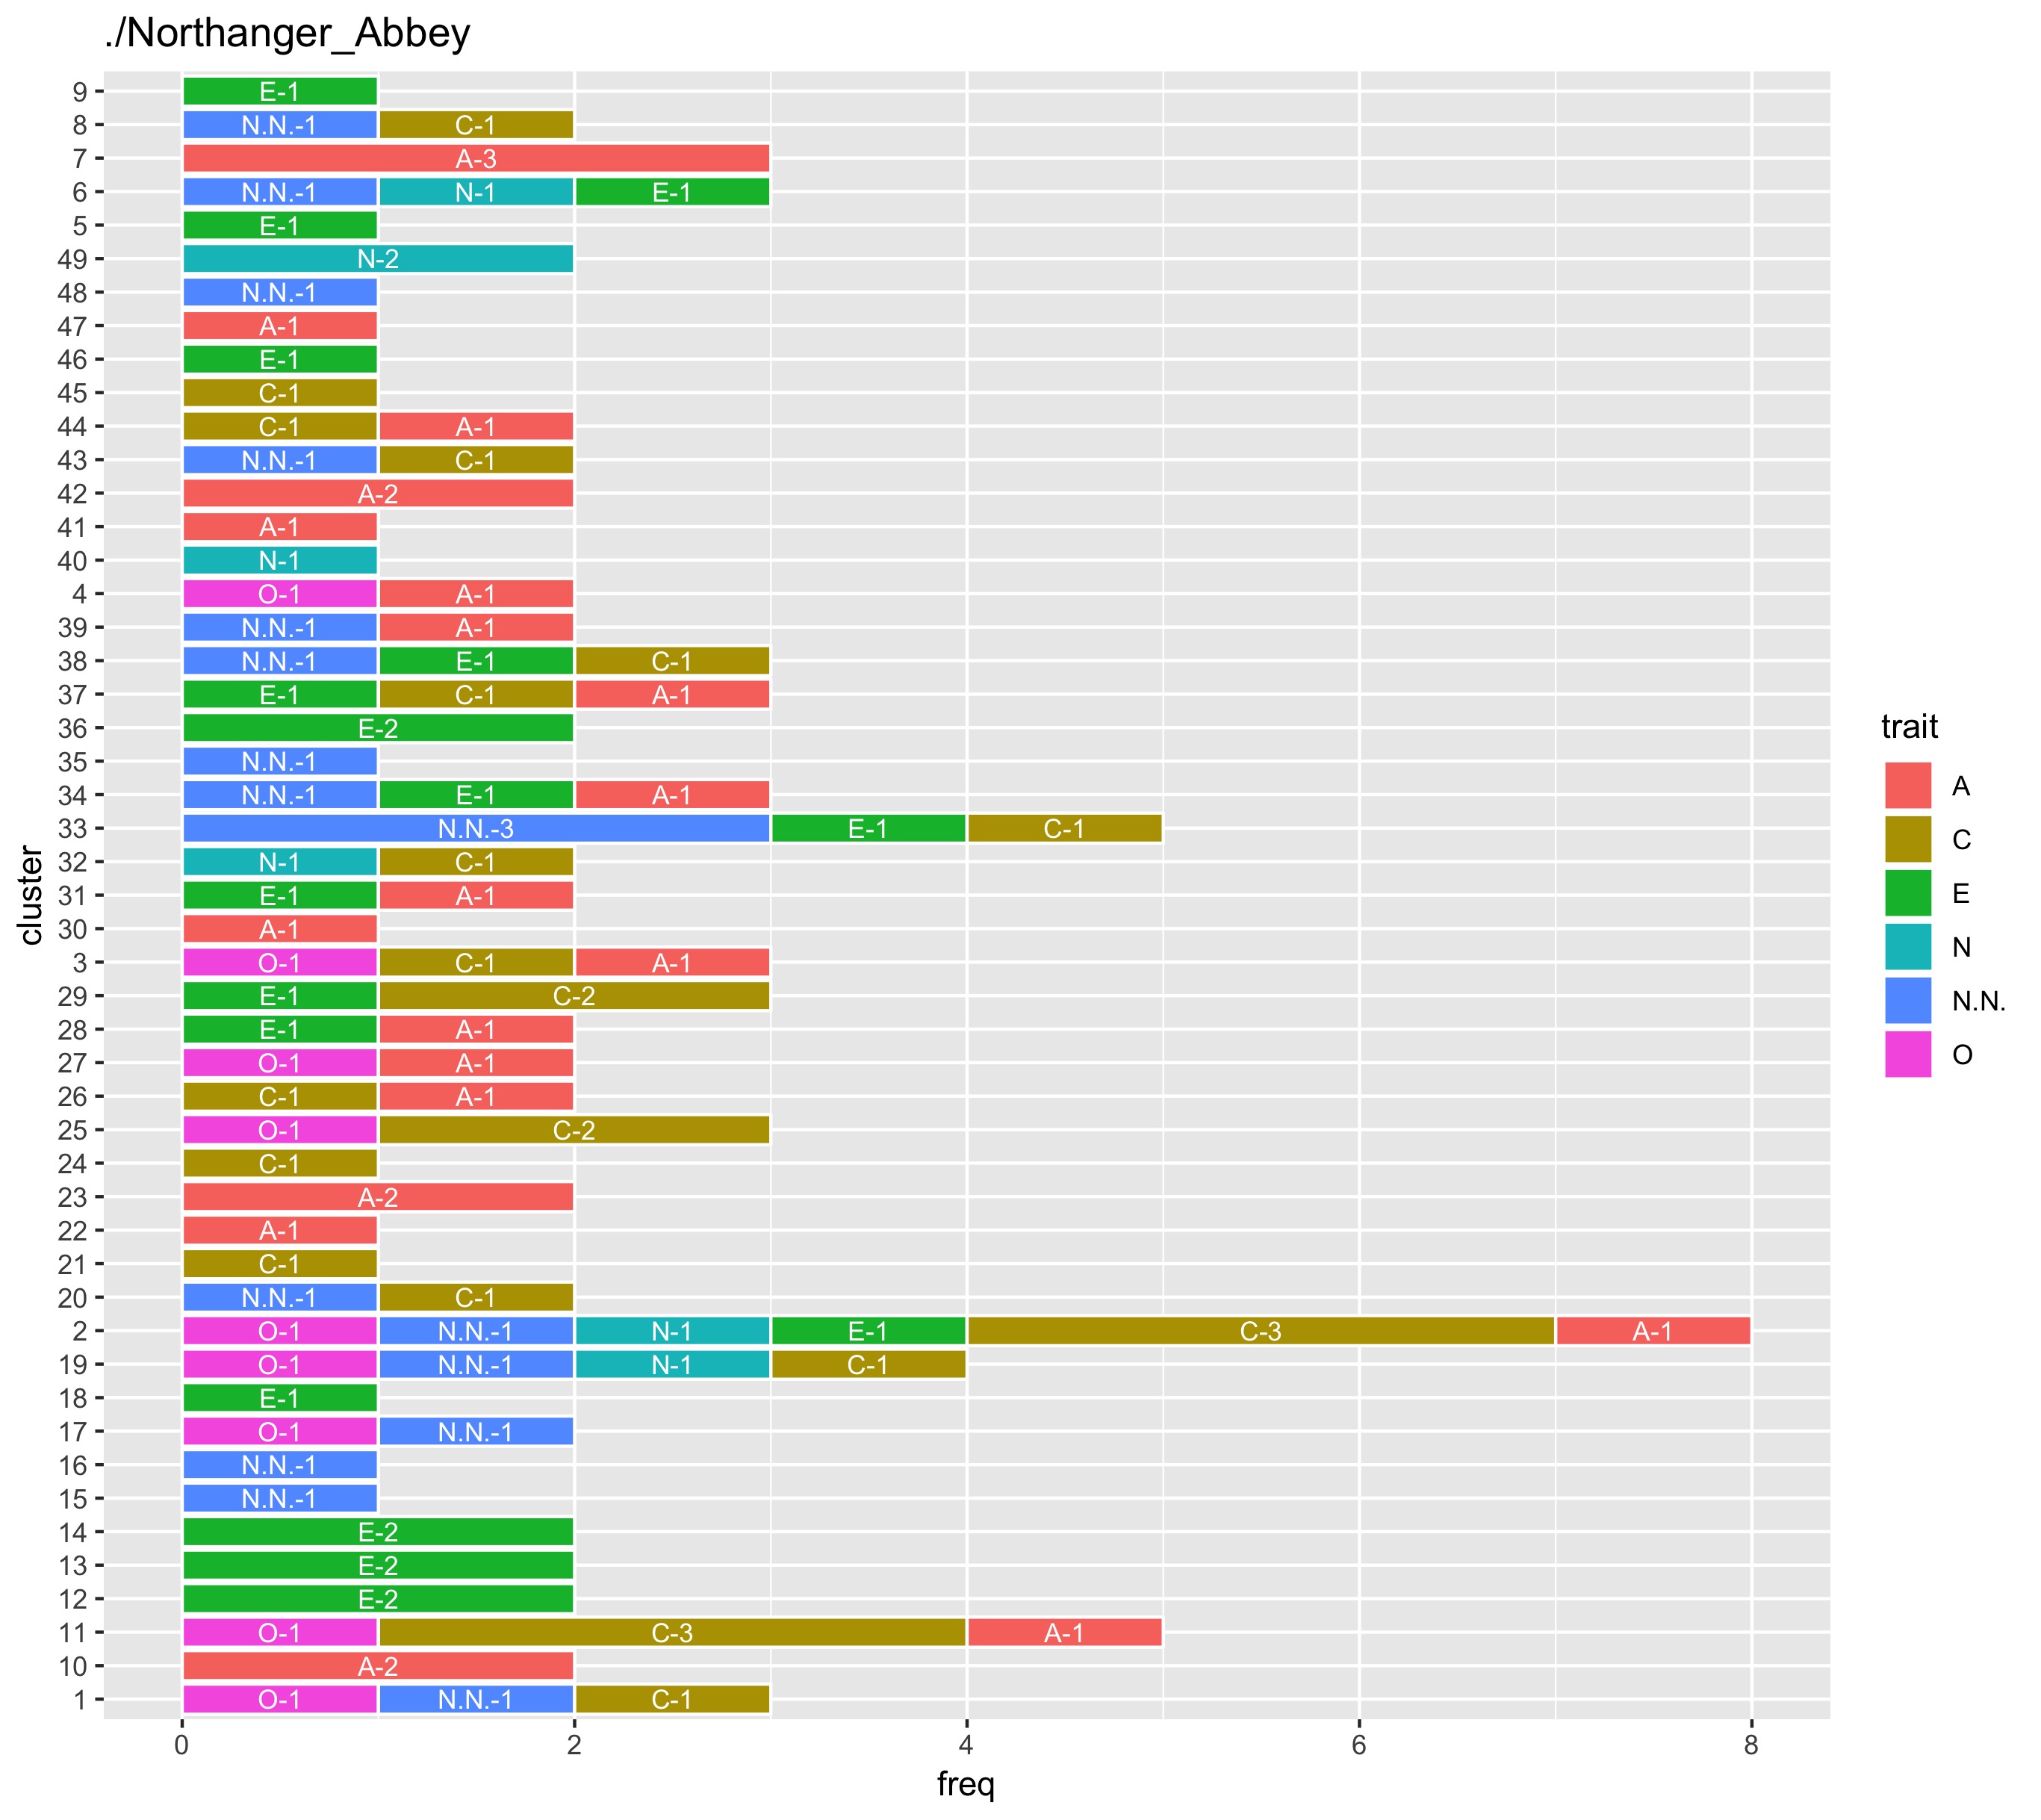 ./Northanger_Abbey
9 E-1
8 N.N.-1 C-1
7 A-3
6 N.N.-1 N-1 E-1
5 E-1
49 N-2
48 N.N.-1
47 A-1
46 E-1
45 C-1
44 C-1 A-1
43 N.N.-1 C-1
42 A-2
41 A-1
40 N-1
4 O-1 A-1
39 N.N.-1 A-1
38 N.N.-1 E-1 C-1
37 E-1 C-1 A-1
36 E-2
35 N.N.-1
34 N.N.-1 E-1 A-1
33 N.N.-3 E-1 C-1
32 N-1 C-1
31 E-1 A-1
30 A-1
3 O-1 C-1 A-1
29 E-1 C-2
28 E-1 A-1
27 O-1 A-1
26 C-1 A-1
25 O-1 C-2
24 C-1
23 A-2
22 A-1
21 C-1
20 N.N.-1 C-1
2 O-1 N.N.-1 N-1 E-1 C-3 A-1
19 O-1 N.N.-1 N-1 C-1
18 E-1
17 O-1 N.N.-1
16 N.N.-1
15 N.N.-1
14 E-2
13 E-2
12 E-2
11 O-1 C-3 A-1
10 A-2
1 O-1 N.N.-1 C-1
0 2 4 6 8
freq
cluster
trait
A
C
E
N
N.N.
O